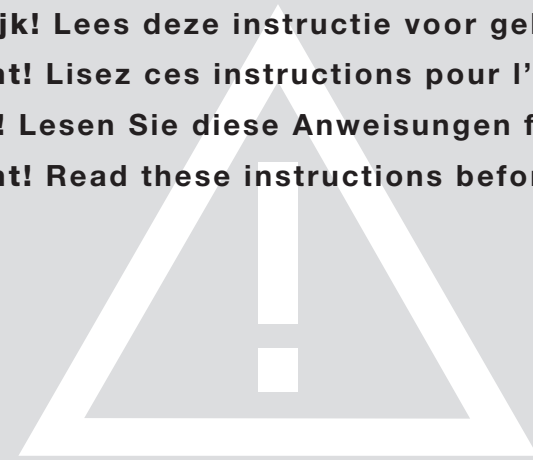 jk! Lees deze instructie voor gel
nt! Lisez ces instructions pour l'
! Lesen Sie diese Anweisungen f
nt! Read these instructions befor